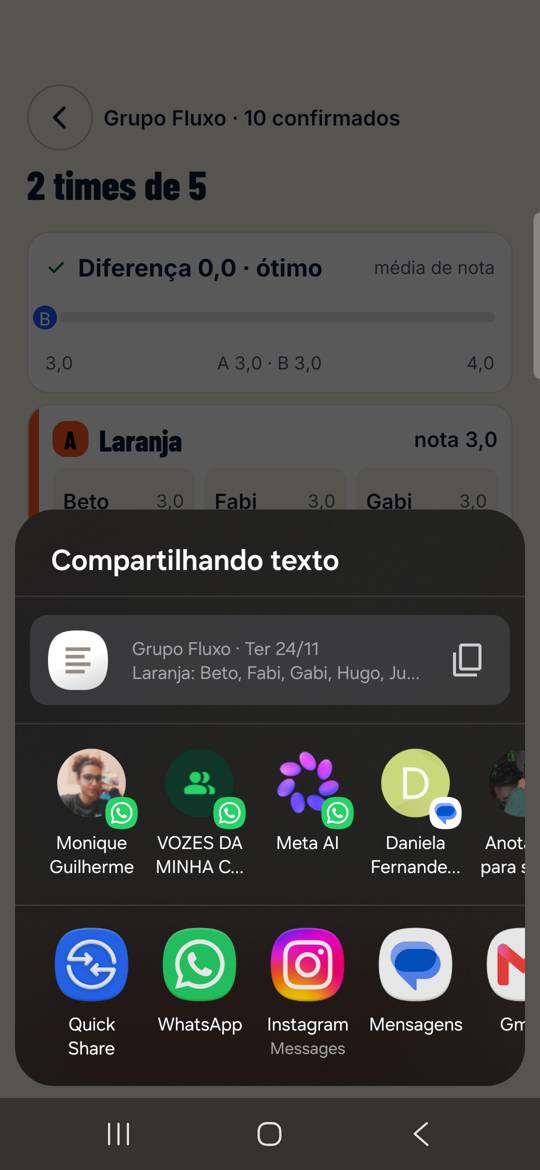 Grupo Fluxo · 10 confirmados
2 times de 5
Diferença 0,0 · ótimo
média de nota
B
3,0
A 3,0 · B 3,0
4,0
A
Laranja
nota 3,0
Beto 3,0
Fabi 3,0
Gabi 3,0
Compartilhando texto
Grupo Fluxo · Ter 24/11
Laranja: Beto, Fabi, Gabi, Hugo, Ju...
D
Monique
Guilherme
VOZES DA
MINHA C...
Meta AI
Daniela
Fernande...
Anota
para s
Quick
Share
WhatsApp
Instagram
Messages
Mensagens
Gm